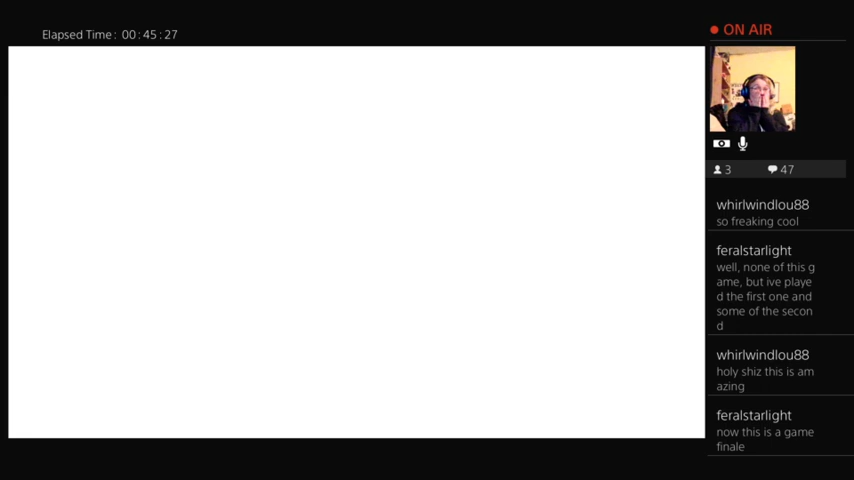 Elapsed Time: 00:45:27
ON AIR
3 47
whirlwindlou88
so freaking cool
feralstarlight
well, none of this g
ame, but ive playe
d the first one and
some of the secon
d
whirlwindlou88
holy shiz this is am
azing
feralstarlight
now this is a game
finale